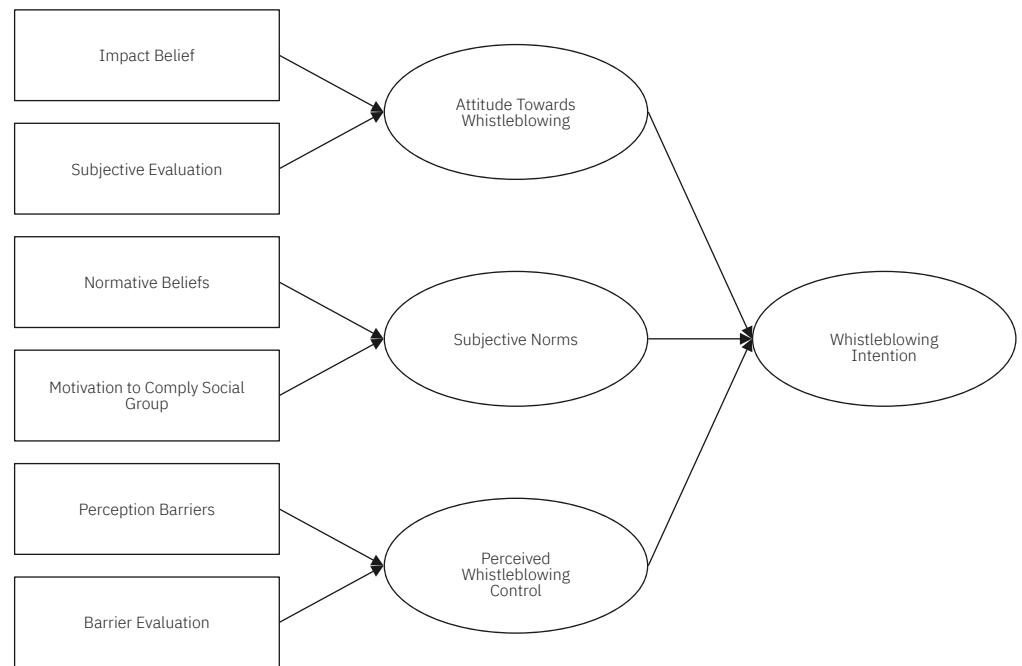 Impact Belief
Subjective Evaluation
Normative Beliefs
Motivation to Comply Social
Group
Perception Barriers
Barrier Evaluation
Attitude Towards
Whistleblowing
Subjective Norms
Perceived
Whistleblowing
Control
Whistleblowing
Intention